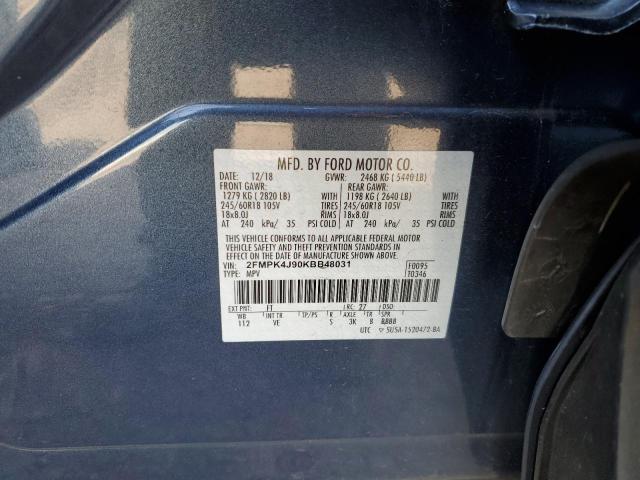 MFD. BY FORD MOTOR CO.
DATE: 12/18 GVWR: 2468 KG ( 5440 LB)
FRONT GAWR: REAR GAWR:
1279 KG ( 2820 LB) WITH 1198 KG ( 2640 LB) WITH
245/60R18 105V TIRES 245/60R18 105V TIRES
18x8.0J RIMS 18x8.0J RIMS
AT 240 kPa/ 35 PSI COLD AT 240 kPa/ 35 PSI COLD
THIS VEHICLE CONFORMS TO ALL APPLICABLE FEDERAL MOTOR
VEHICLE SAFETY AND THEFT PREVENTION STANDARDS IN
EFFECT ON THE DATE OF MANUFACTURE SHOWN ABOVE.
VIN: 2FMPK4J90KBB48031 F0095
TYPE: MPV T0346
EXT PNT: FT RC: 27 DSO:
WB INT TR TP/PS R AXLE TR SPR
112 VE S 3K 8
UTC ▽ 5U5A-1520472-BA